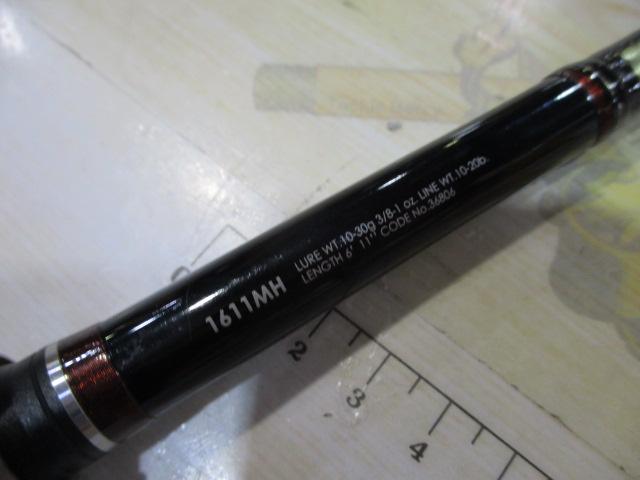 1611MH
LURE WT.10-30g 3/8-1 oz. LINE WT.10-20lb.
LENGTH 6' 11" CODE No.36806
2
3
4